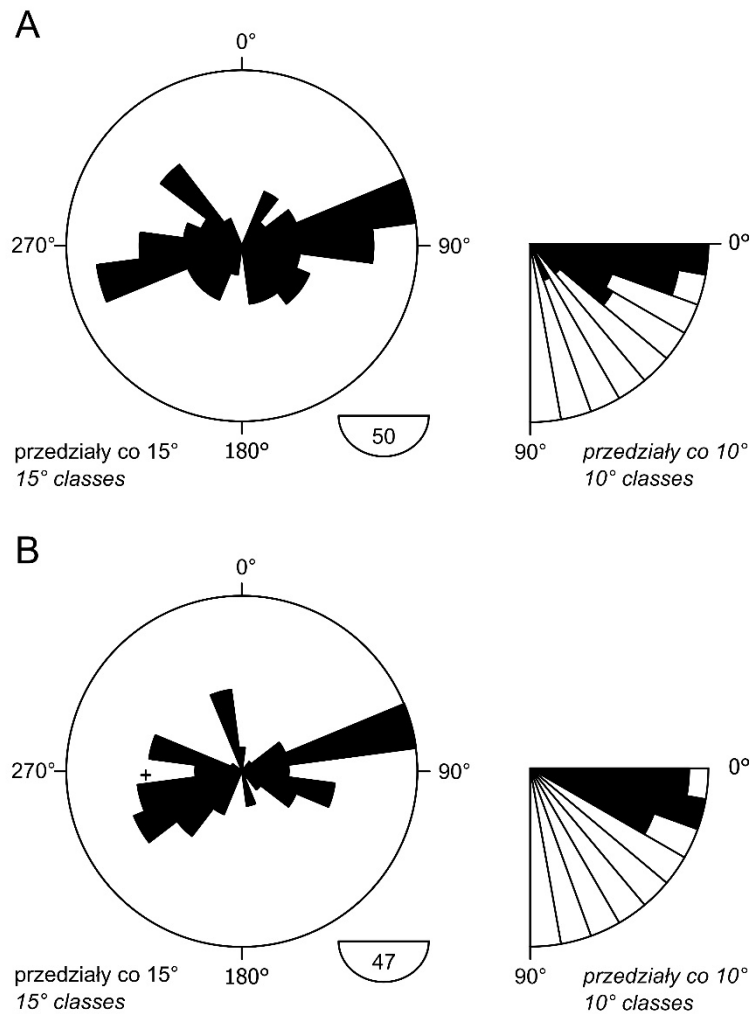 A
0°
270°
90°
180°
50
przedziały co 15°
15° classes
0°
90°
przedziały co 10°
10° classes
B
0°
270°
90°
180°
47
przedziały co 15°
15° classes
0°
90°
przedziały co 10°
10° classes